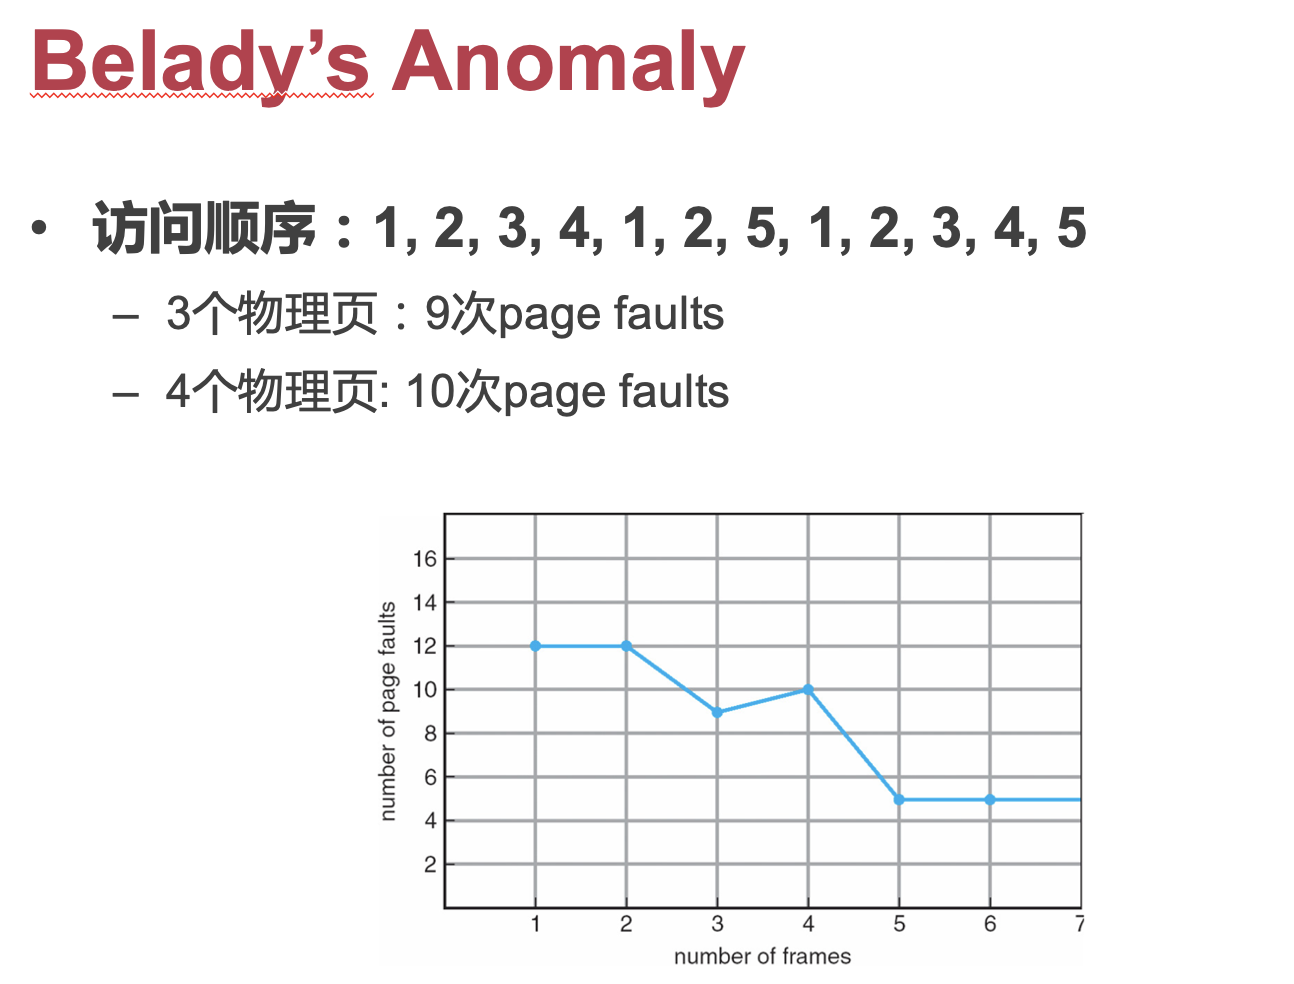 Belady’s Anomaly
• 访问顺序：1, 2, 3, 4, 1, 2, 5, 1, 2, 3, 4, 5
– 3个物理页：9次page faults
– 4个物理页: 10次page faults
number of page faults
16
14
12
10
8
6
4
2
1 2 3 4 5 6 7
number of frames